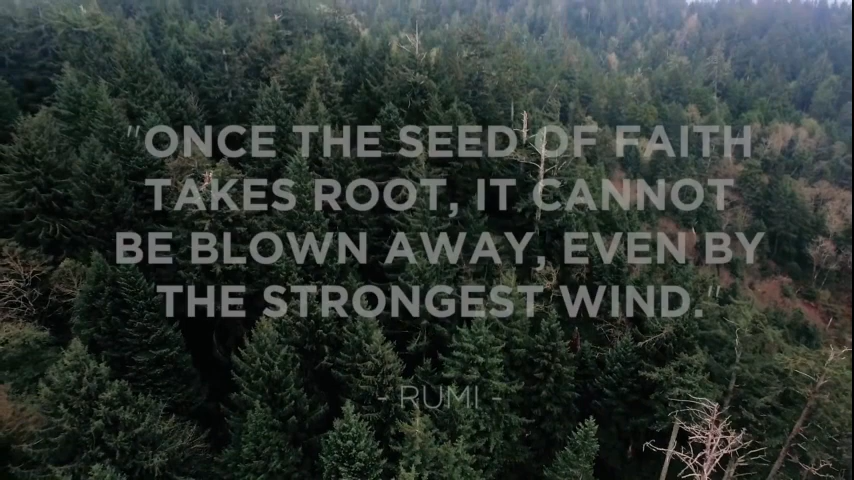 "ONCE THE SEED OF FAITH
TAKES ROOT, IT CANNOT
BE BLOWN AWAY, EVEN BY
THE STRONGEST WIND."
- RUMI -